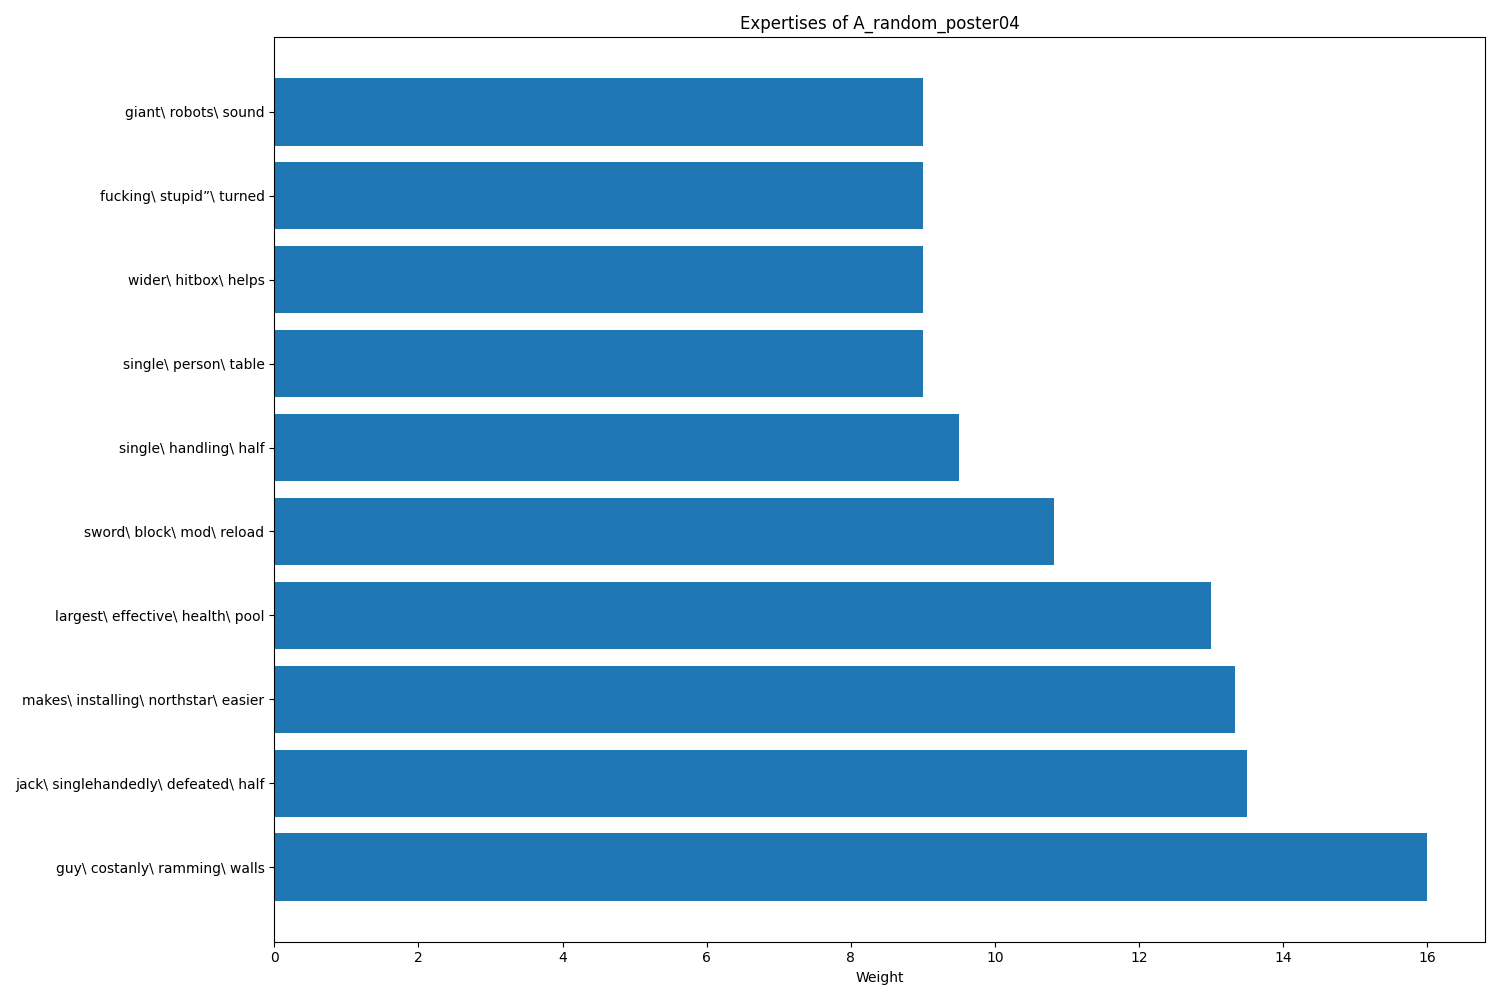 Expertises of A_random_poster04
giant\ robots\ sound
fucking\ stupid”\ turned
wider\ hitbox\ helps
single\ person\ table
single\ handling\ half
sword\ block\ mod\ reload
largest\ effective\ health\ pool
makes\ installing\ northstar\ easier
jack\ singlehandedly\ defeated\ half
guy\ costanly\ ramming\ walls
0 2 4 6 8 10 12 14 16
Weight